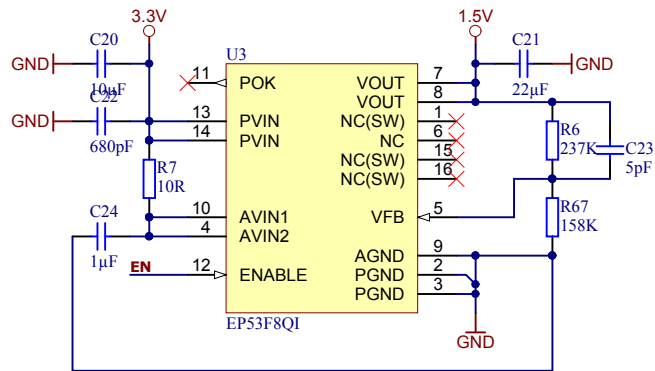 3.3V
1.5V
C20
GND
10µF
U3
C21
GND
22µF
11
POK
VOUT
7
VOUT
8
C22
GND
680pF
13
PVIN
14
PVIN
NC(SW)
1
NC
6
NC(SW)
15
NC(SW)
16
R6
237K
C23
5pF
R7
10R
C24
1µF
10
AVIN1
4
AVIN2
VFB
5
R67
158K
EN
12
ENABLE
AGND
9
PGND
2
PGND
3
EP53F8QI
GND